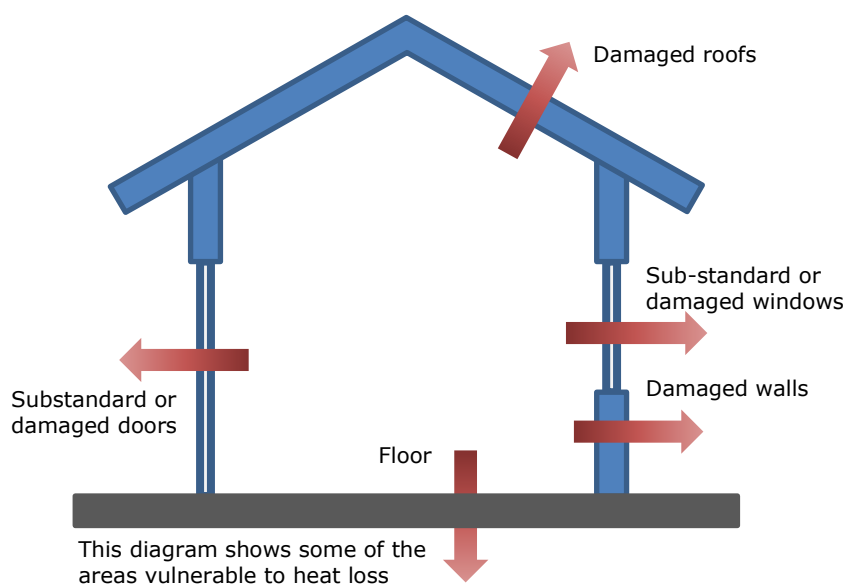 Damaged roofs
Sub-standard or
damaged windows
Substandard or
damaged doors
Damaged walls
Floor
This diagram shows some of the
areas vulnerable to heat loss